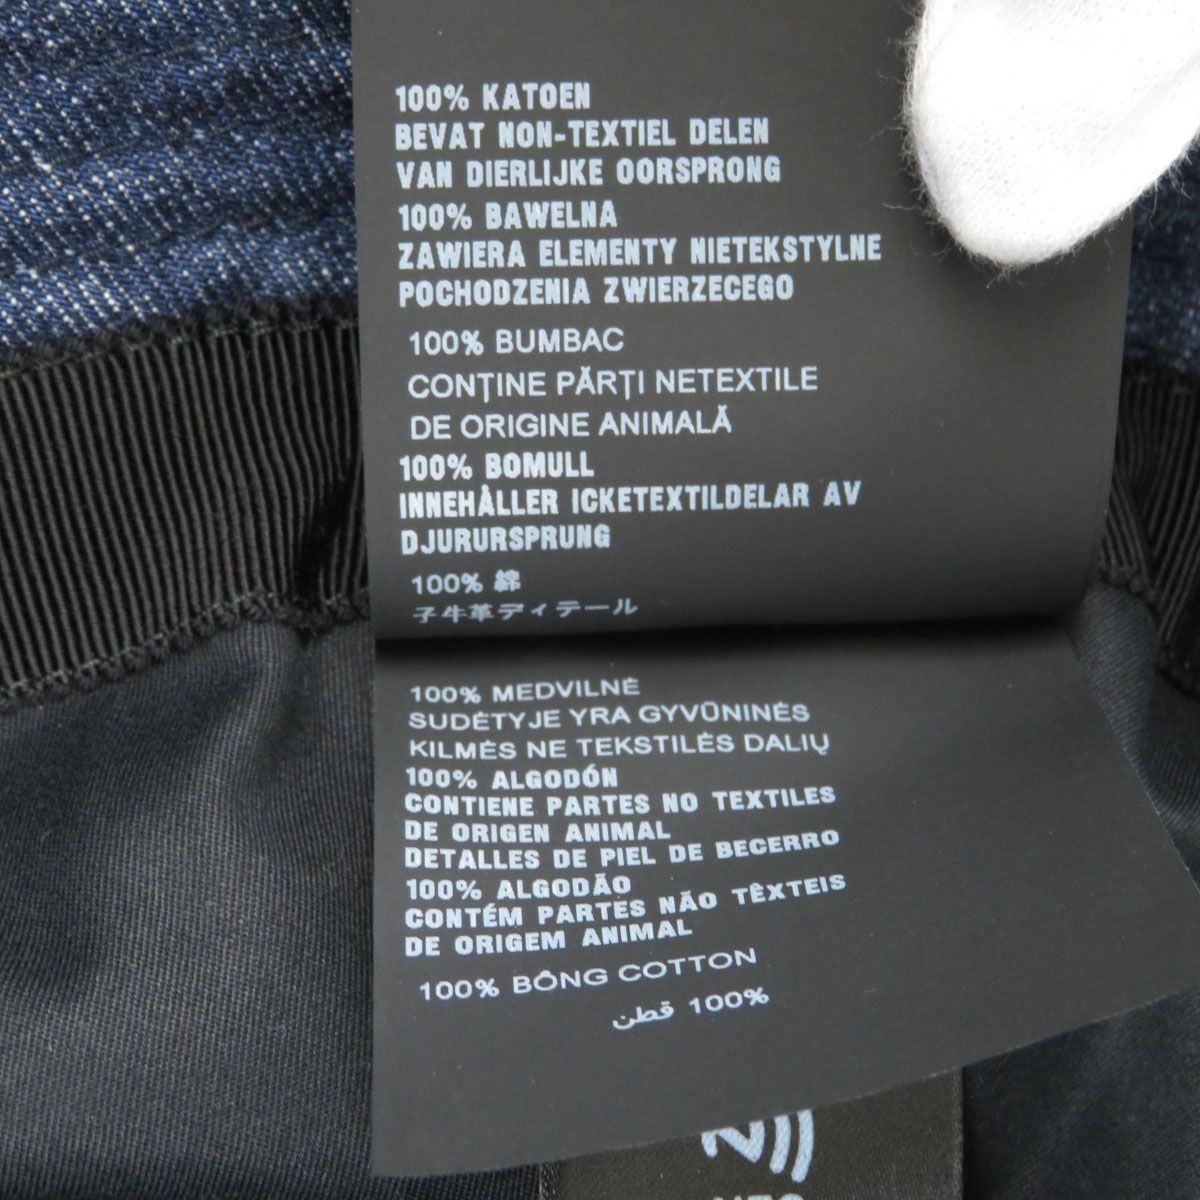 100% KATOEN
BEVAT NON-TEXTIEL DELEN
VAN DIERLIJKE OORSPRONG
100% BAWEŁNA
ZAWIERA ELEMENTY NIETEKSTYLNE
POCHODZENIA ZWIERZECEGO
100% BUMBAC
CONȚINE PĂRȚI NETEXTILE
DE ORIGINE ANIMALĂ
100% BOMULL
INNEHÅLLER ICKETEXTILDELAR AV
DJURURSPRUNG
100% 綿
子牛革ディテール
100% MEDVILNĖ
SUDĖTYJE YRA GYVŪNINĖS
KILMĖS NE TEKSTILĖS DALIŲ
100% ALGODÓN
CONTIENE PARTES NO TEXTILES
DE ORIGEN ANIMAL
DETALLES DE PIEL DE BECERRO
100% ALGODÃO
CONTÉM PARTES NÃO TÊXTEIS
DE ORIGEM ANIMAL
100% BÔNG COTTON
100% قطن